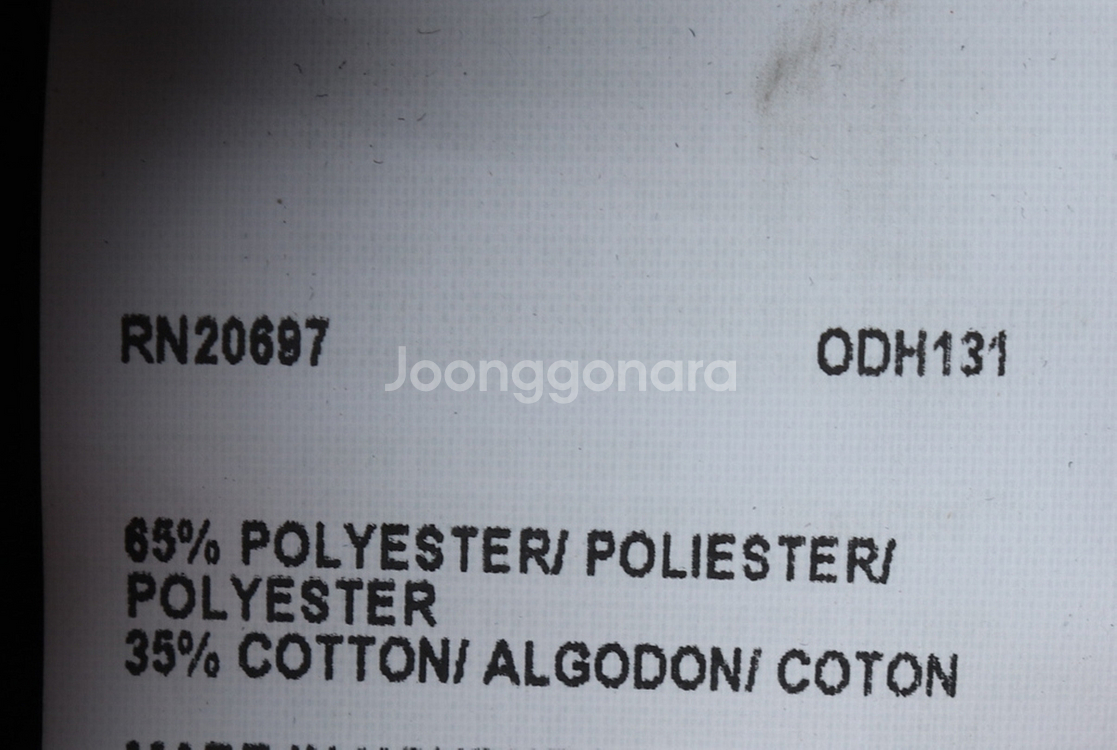 RN20697 ODH131
Joonggonara
65% POLYESTER/ POLIESTER/
POLYESTER
35% COTTON/ ALGODON/ COTON